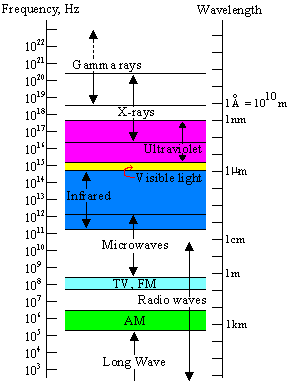 Frequency, Hz Wavelength
10²²
Gamma rays
10²¹
10²⁰
10¹⁹
1Å = 10¹⁰m
10¹⁸ X-rays
1nm
10¹⁷
10¹⁶ Ultraviolet
10¹⁵ 1μm
Visible light
10¹⁴
Infrared
10¹³
10¹²
10¹¹
Microwaves 1cm
10¹⁰
10⁹
1m
10⁸ TV, FM
10⁷ Radio waves
10⁶
AM 1km
10⁵
10⁴
Long Wave
10³